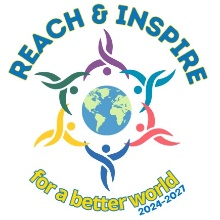 REACH & INSPIRE
for a better world
2024-2027